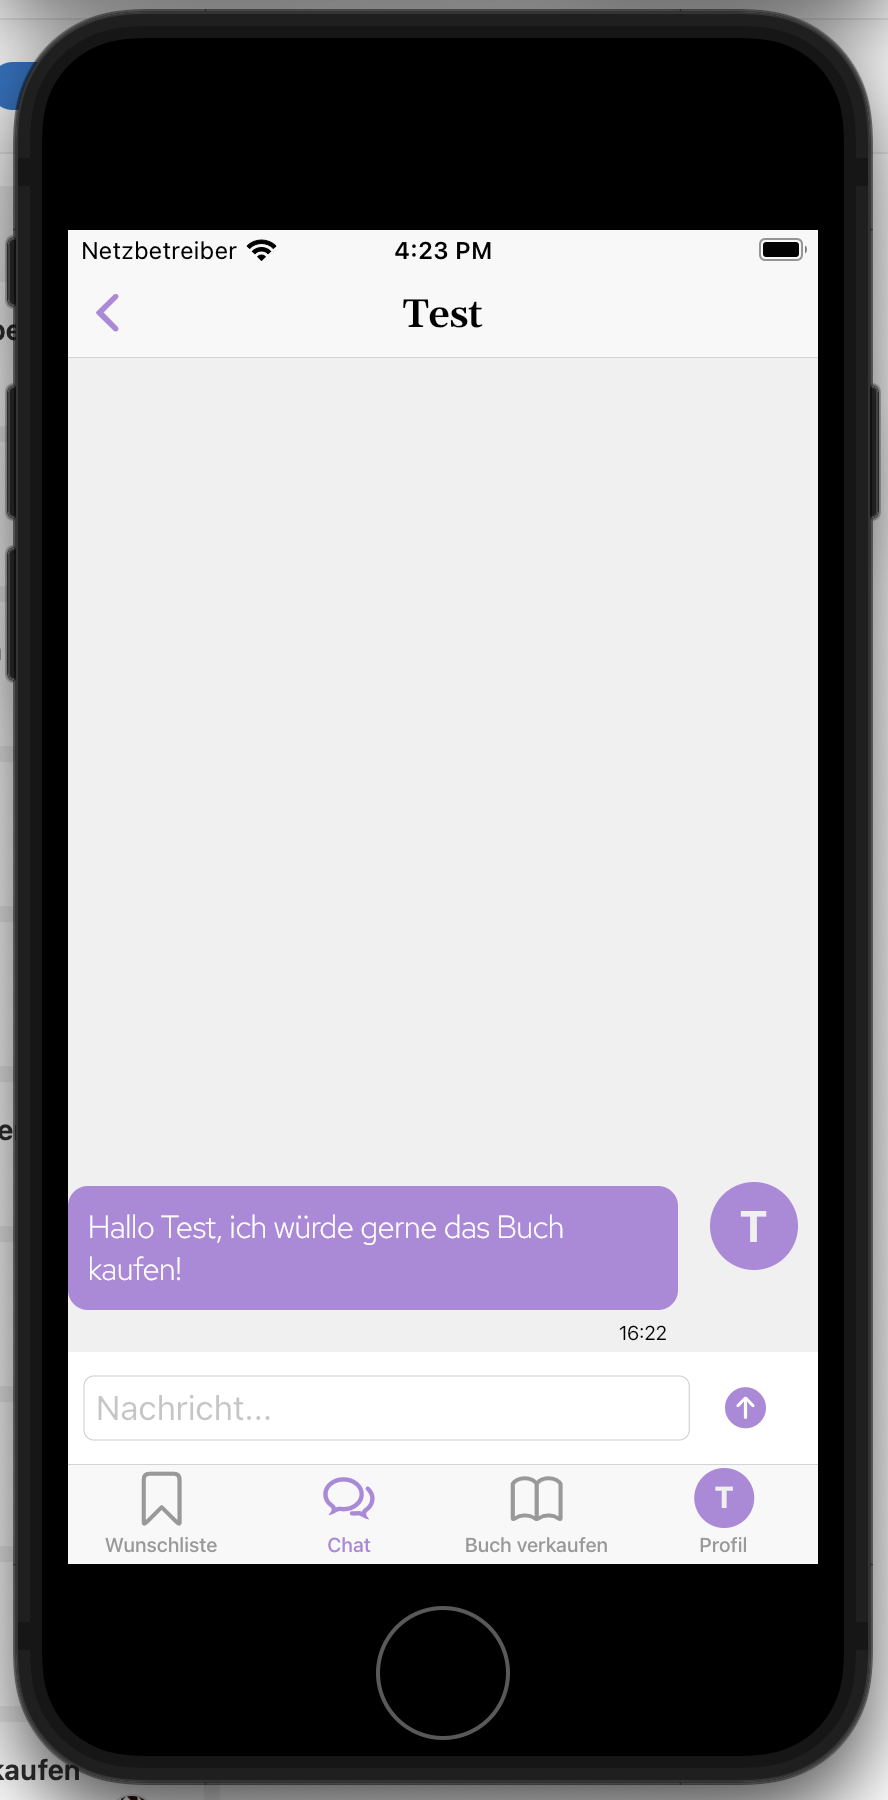 Netzbetreiber
4:23 PM
Test
Hallo Test, ich würde gerne das Buch
kaufen!
T
16:22
Nachricht...
Wunschliste
Chat
Buch verkaufen
T
Profil
kaufen